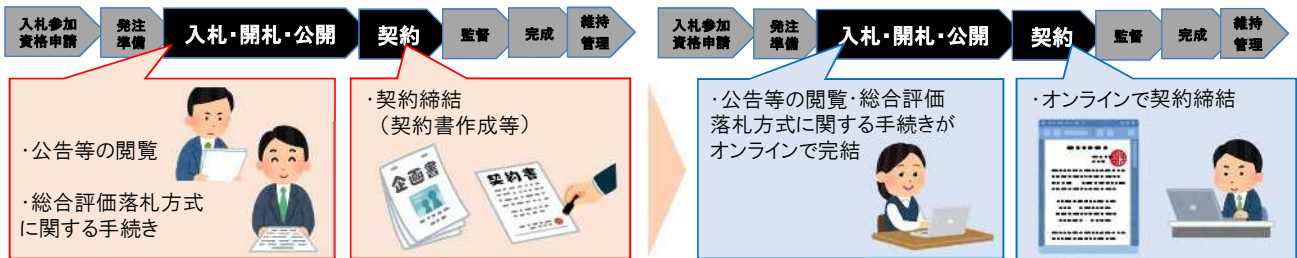 入札参加
資格申請
発注
準備
入札・開札・公開
契約
監督
完成
維持
管理
・公告等の閲覧
・総合評価落札方式
に関する手続き
・契約締結
（契約書作成等）
企画書
契約書
入札参加
資格申請
発注
準備
入札・開札・公開
契約
監督
完成
維持
管理
・公告等の閲覧・総合評価
落札方式に関する手続きが
オンラインで完結
・オンラインで契約締結